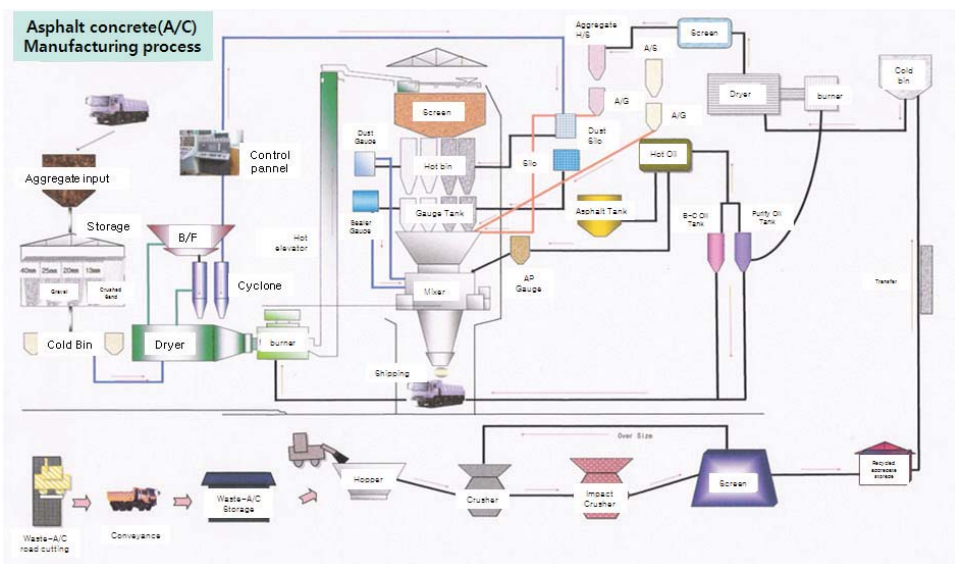 Asphalt concrete(A/C)
Manufacturing process
Aggregate input
Storage
40mm 25mm 20mm 13mm
Gravel
Crushed
Sand
Cold Bin
Control
pannel
B/F
Cyclone
Dryer
burner
Hot
elevator
Screen
Dust
Gauge
Hot bin
Sealer
Gauge
Gauge Tank
Mixer
Shipping
Aggregate
H/S
A/S
A/G
A/G
Dust
Silo
Silo
Asphalt Tank
Hot Oil
AP
Gauge
Screen
Dryer
burner
Cold
bin
B-C Oil
Tank
Purify Oil
Tank
Transfer
Over Size
Waste-A/C
road cutting
Conveyance
Waste-A/C
Storage
Hopper
Crusher
Impact
Crusher
Screen
Recycled
aggregate
storage